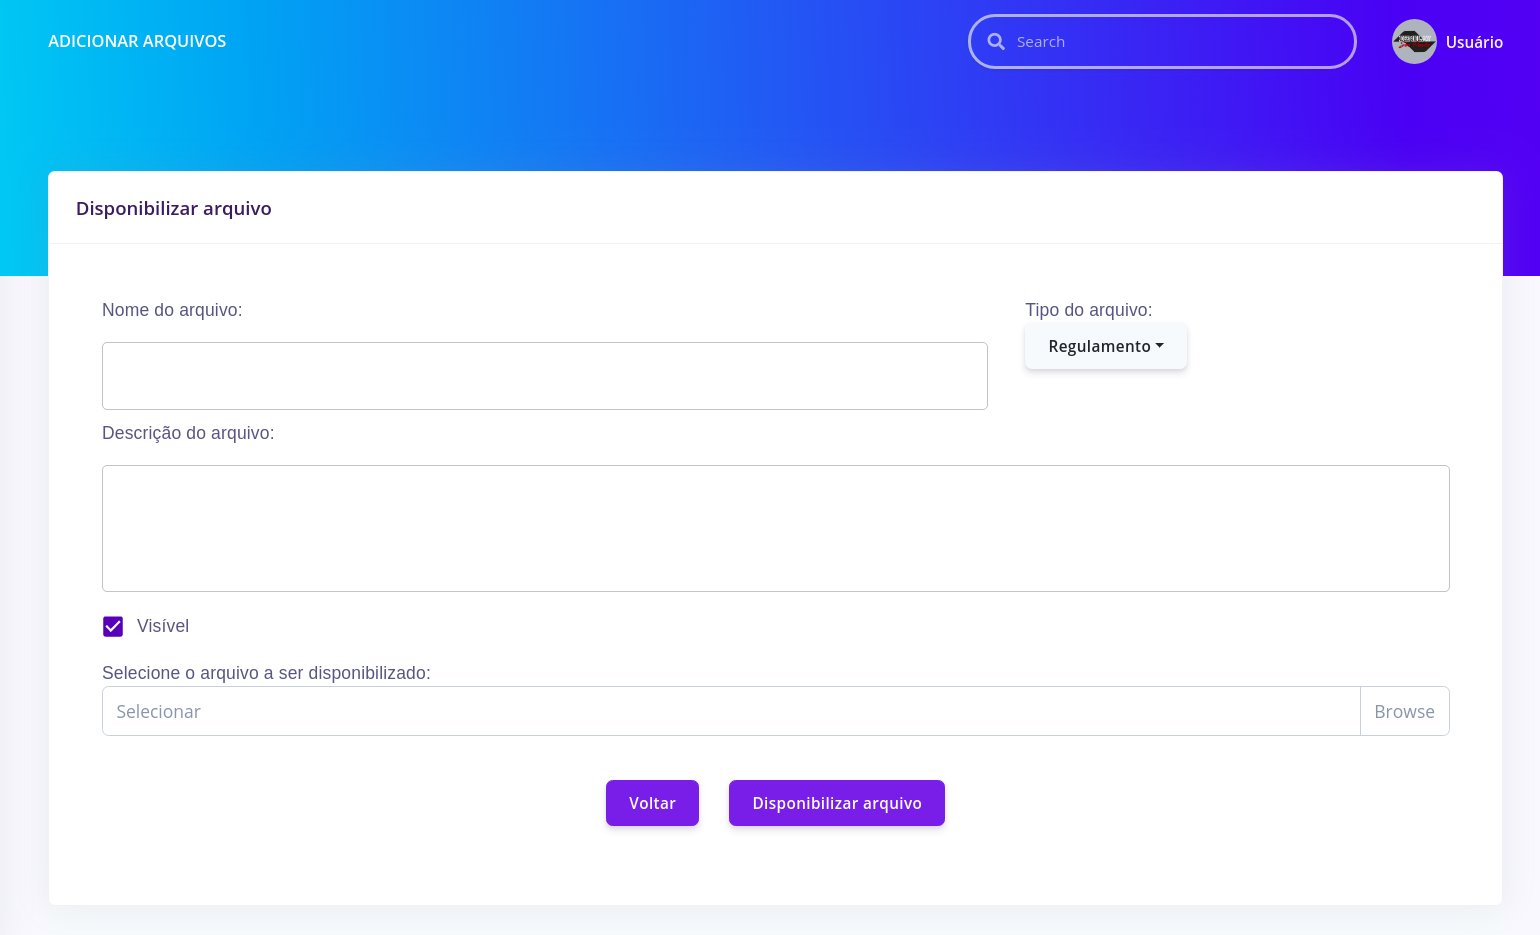 ADICIONAR ARQUIVOS
Search
Usuário
Disponibilizar arquivo
Nome do arquivo:
Tipo do arquivo:
Regulamento
Descrição do arquivo:
Visível
Selecione o arquivo a ser disponibilizado:
Selecionar
Browse
Voltar
Disponibilizar arquivo